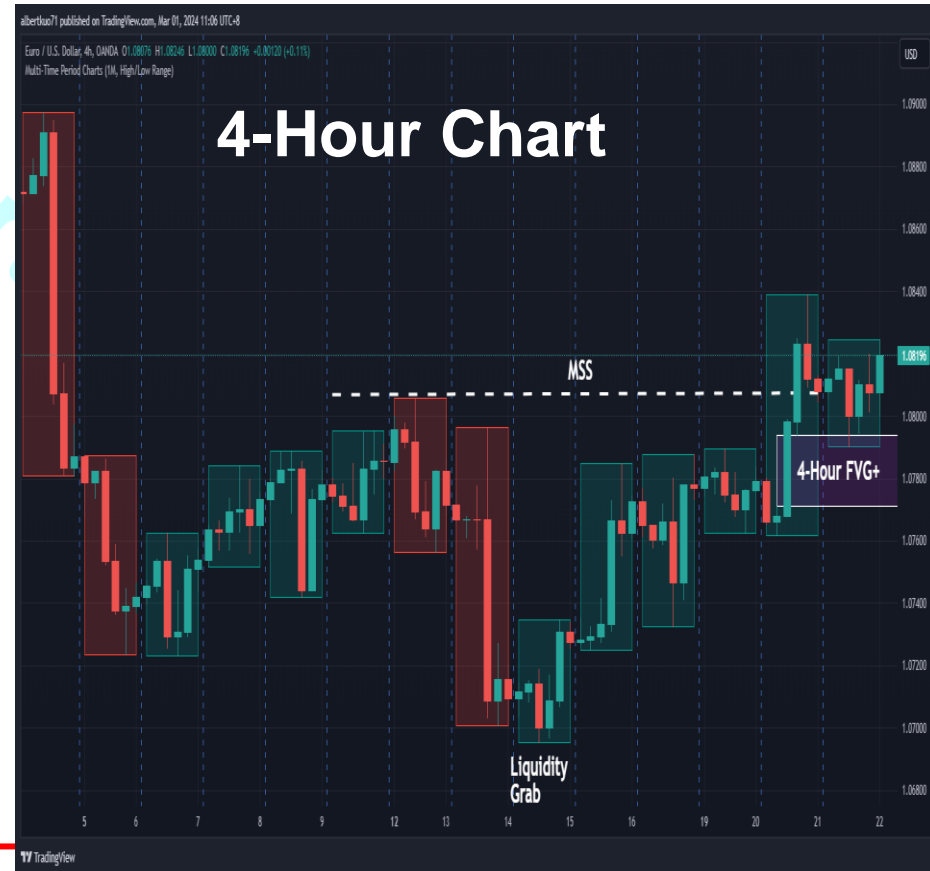 albertkuo71 published on TradingView.com, Mar 01, 2024 11:06 UTC+8
Euro / U.S. Dollar, 4h, OANDA O1.08076 H1.08246 L1.08000 C1.08196 +0.00120 (+0.11%)
Multi-Time Period Charts (1M, High/Low Range)
USD
4-Hour Chart
1.09000
1.08800
1.08600
1.08400
1.08196
MSS
1.08000
4-Hour FVG+
1.07800
1.07600
1.07400
1.07200
1.07000
Liquidity
Grab
1.06800
5 6 7 8 9 12 13 14 15 16 19 20 21 22
TradingView